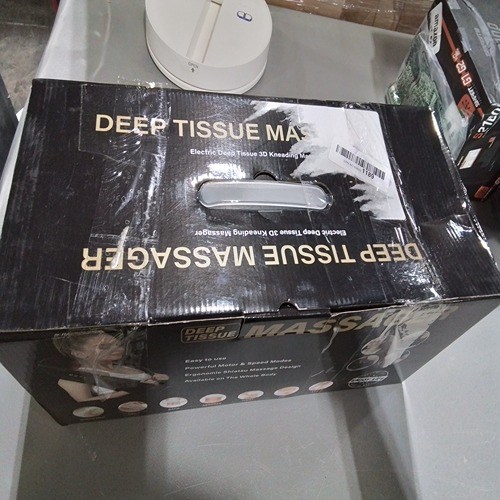 DEEP TISSUE MAS
Electric Deep Tissue 3D Kneading Ma
Electric Deep Tissue 3D Kneading Massager
DEEP TISSUE MASSAGER
DEEP
TISSUE
MASSAGER
Easy to use
Powerful Motor & Speed Modes
Ergonomic Shiatsu Massage Design
Available on The Whole Body